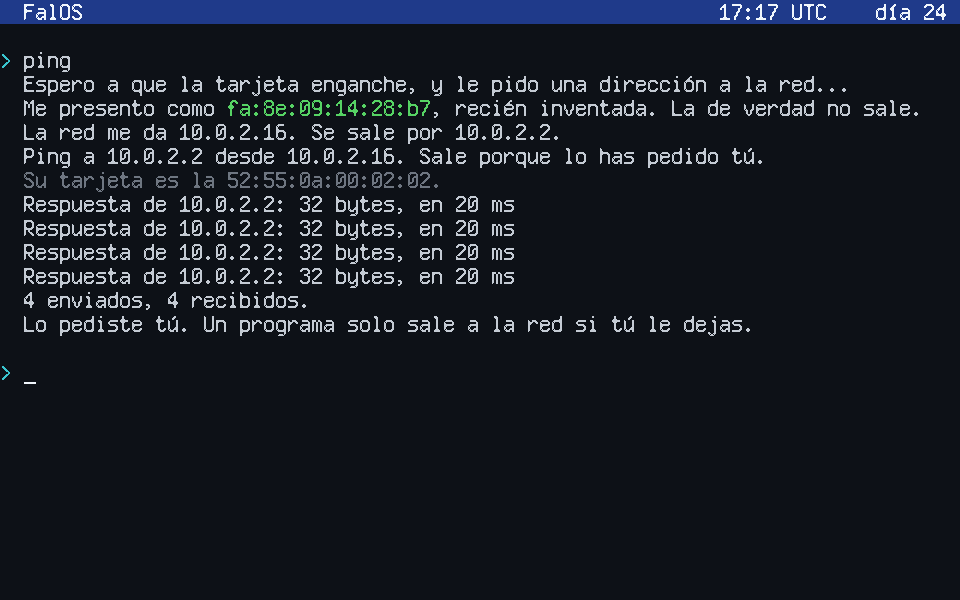 FalOS 17:17 UTC día 24
> ping
Espero a que la tarjeta enganche, y le pido una dirección a la red...
Me presento como fa:8e:09:14:28:b7, recién inventada. La de verdad no sale.
La red me da 10.0.2.16. Se sale por 10.0.2.2.
Ping a 10.0.2.2 desde 10.0.2.16. Sale porque lo has pedido tú.
Su tarjeta es la 52:55:0a:00:02:02.
Respuesta de 10.0.2.2: 32 bytes, en 20 ms
Respuesta de 10.0.2.2: 32 bytes, en 20 ms
Respuesta de 10.0.2.2: 32 bytes, en 20 ms
Respuesta de 10.0.2.2: 32 bytes, en 20 ms
4 enviados, 4 recibidos.
Lo pediste tú. Un programa solo sale a la red si tú le dejas.
> _